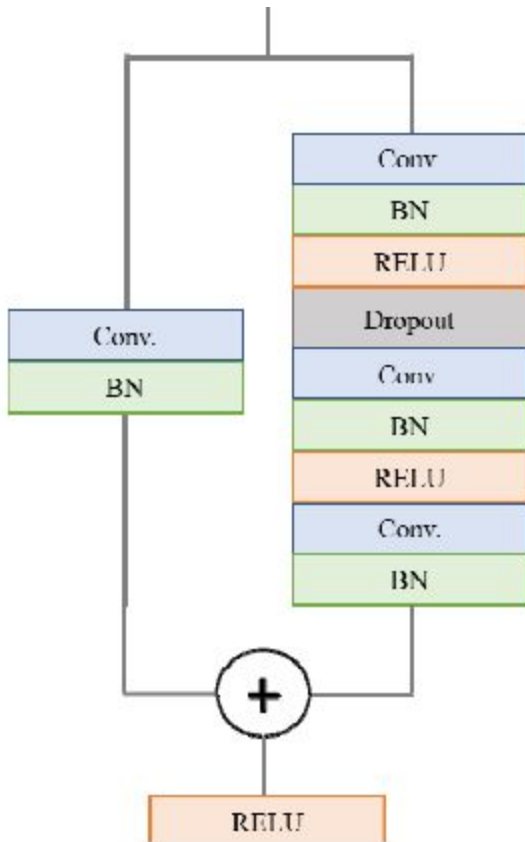 Conv
BN
RELU
Dropout
Conv
BN
RELU
Conv.
BN
Conv.
BN
+
RELU